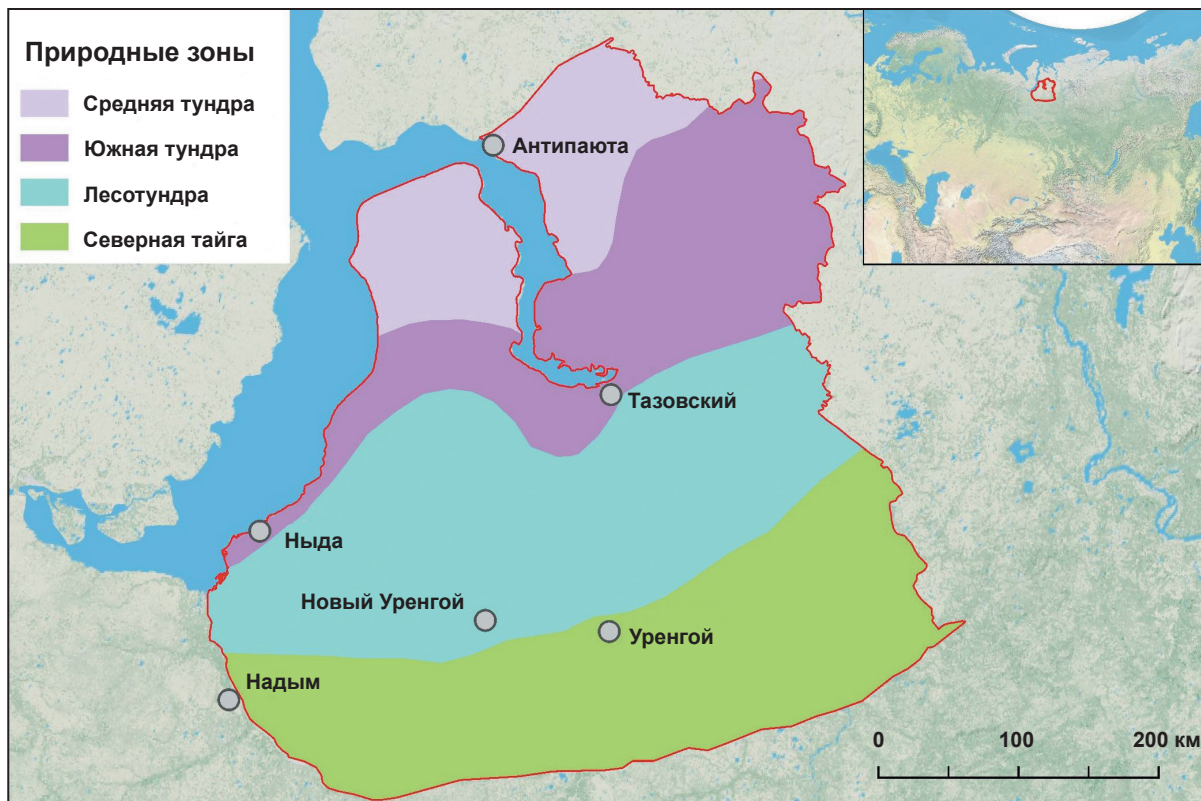 Природные зоны
Средняя тундра
Южная тундра
Лесотундра
Северная тайга
Антипаюта
Тазовский
Ныда
Новый Уренгой
Уренгой
Надым
0 100 200 км